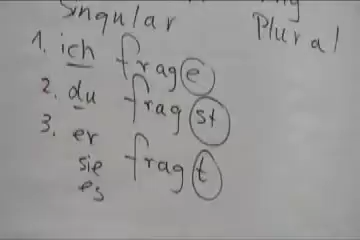 Singular Plural
1. ich frage
2. du fragst
3. er
sie fragt
es